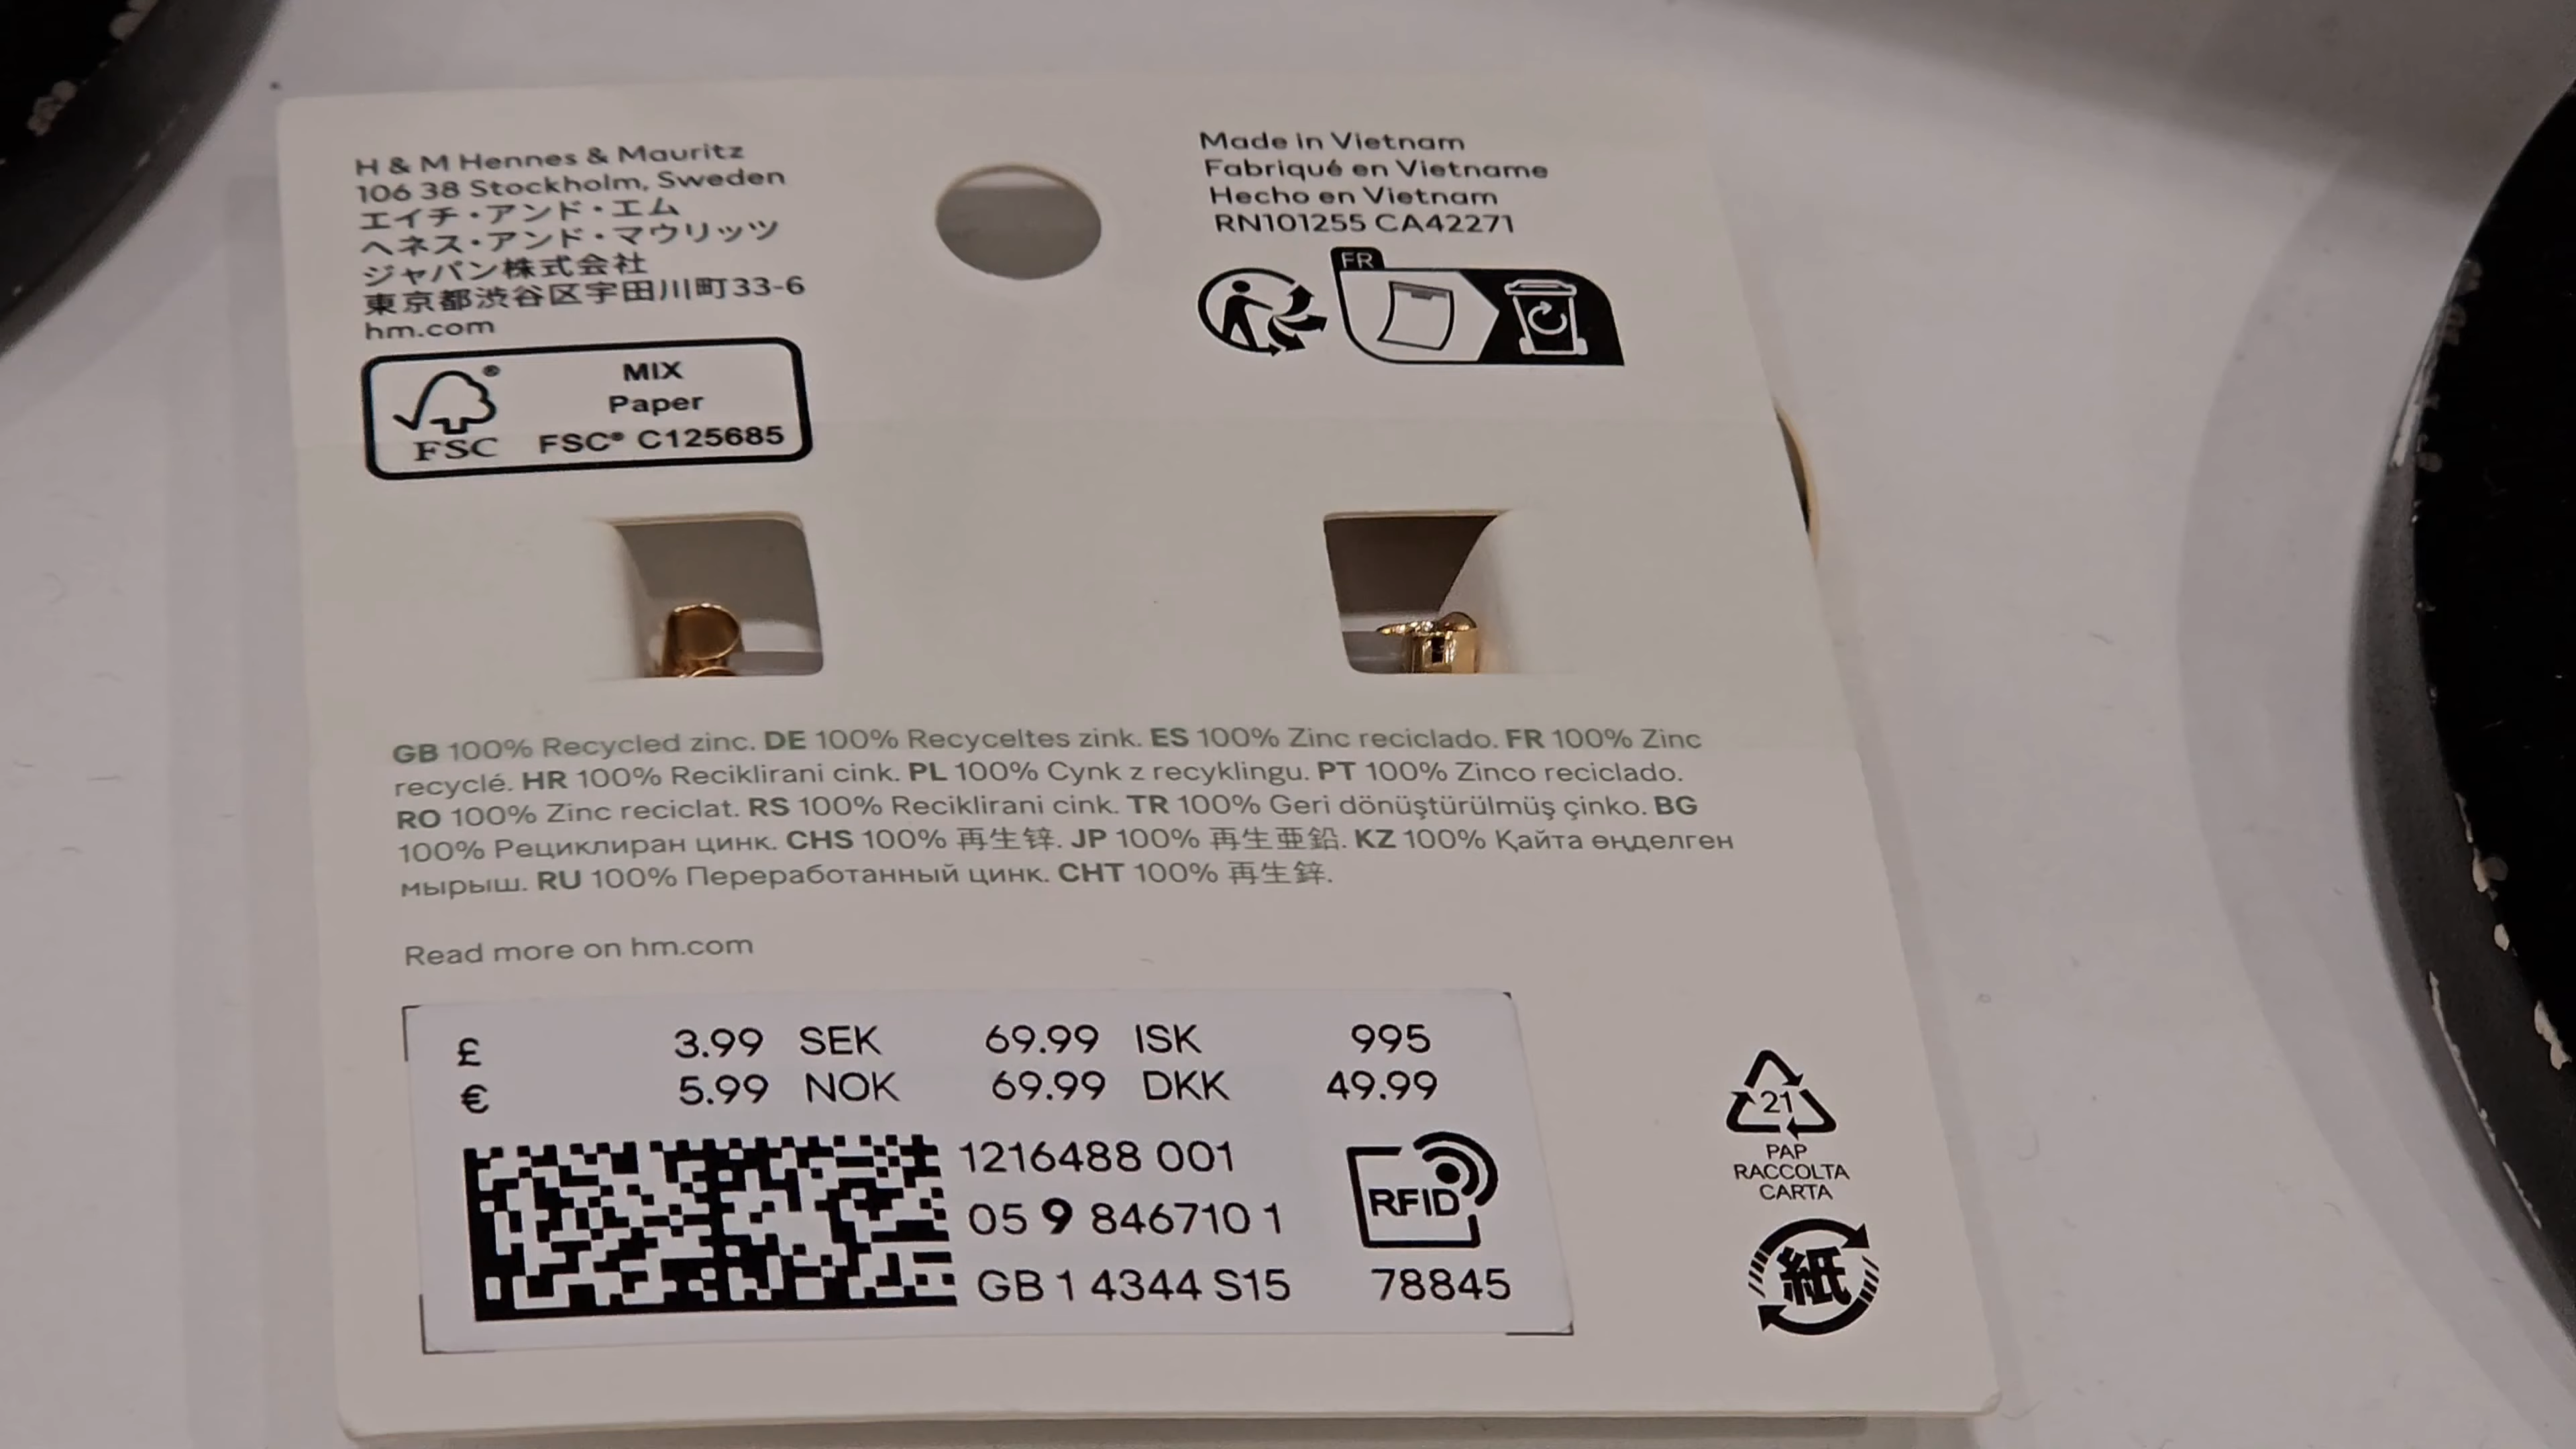 H & M Hennes & Mauritz
106 38 Stockholm, Sweden
エイチ・アンド・エム
ヘネス・アンド・マウリッツ
ジャパン株式会社
東京都渋谷区宇田川町33-6
hm.com
MIX
Paper
FSC® C125685
® FSC
Made in Vietnam
Fabriqué en Vietname
Hecho en Vietnam
RN101255 CA42271
FR
GB 100% Recycled zinc. DE 100% Recyceltes zink. ES 100% Zinc reciclado. FR 100% Zinc
recyclé. HR 100% Reciklirani cink. PL 100% Cynk z recyklingu. PT 100% Zinco reciclado.
RO 100% Zinc reciclat. RS 100% Reciklirani cink. TR 100% Geri dönüştürülmüş çinko. BG
100% Рециклиран цинк. CHS 100% 再生锌. JP 100% 再生亜鉛. KZ 100% Қайта өңделген
мырыш. RU 100% Переработанный цинк. CHT 100% 再生鋅.
Read more on hm.com
£ 3.99 SEK 69.99 ISK 995
€ 5.99 NOK 69.99 DKK 49.99
1216488 001
05 9 846710 1
GB 1 4344 S15
RFID
78845
21
PAP
RACCOLTA
CARTA
紙